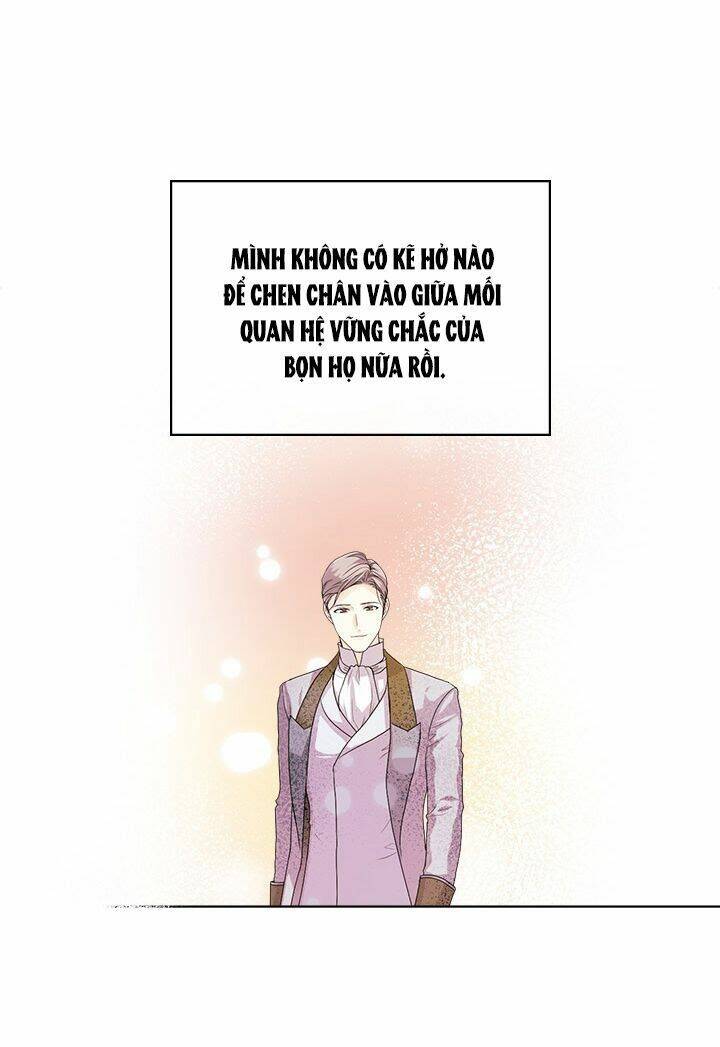 MÌNH KHÔNG CÓ KẼ HỞ NÀO
ĐỂ CHEN CHÂN VÀO GIỮA MỐI
QUAN HỆ VỮNG CHẮC CỦA
BỌN HỌ NỮA RỒI.